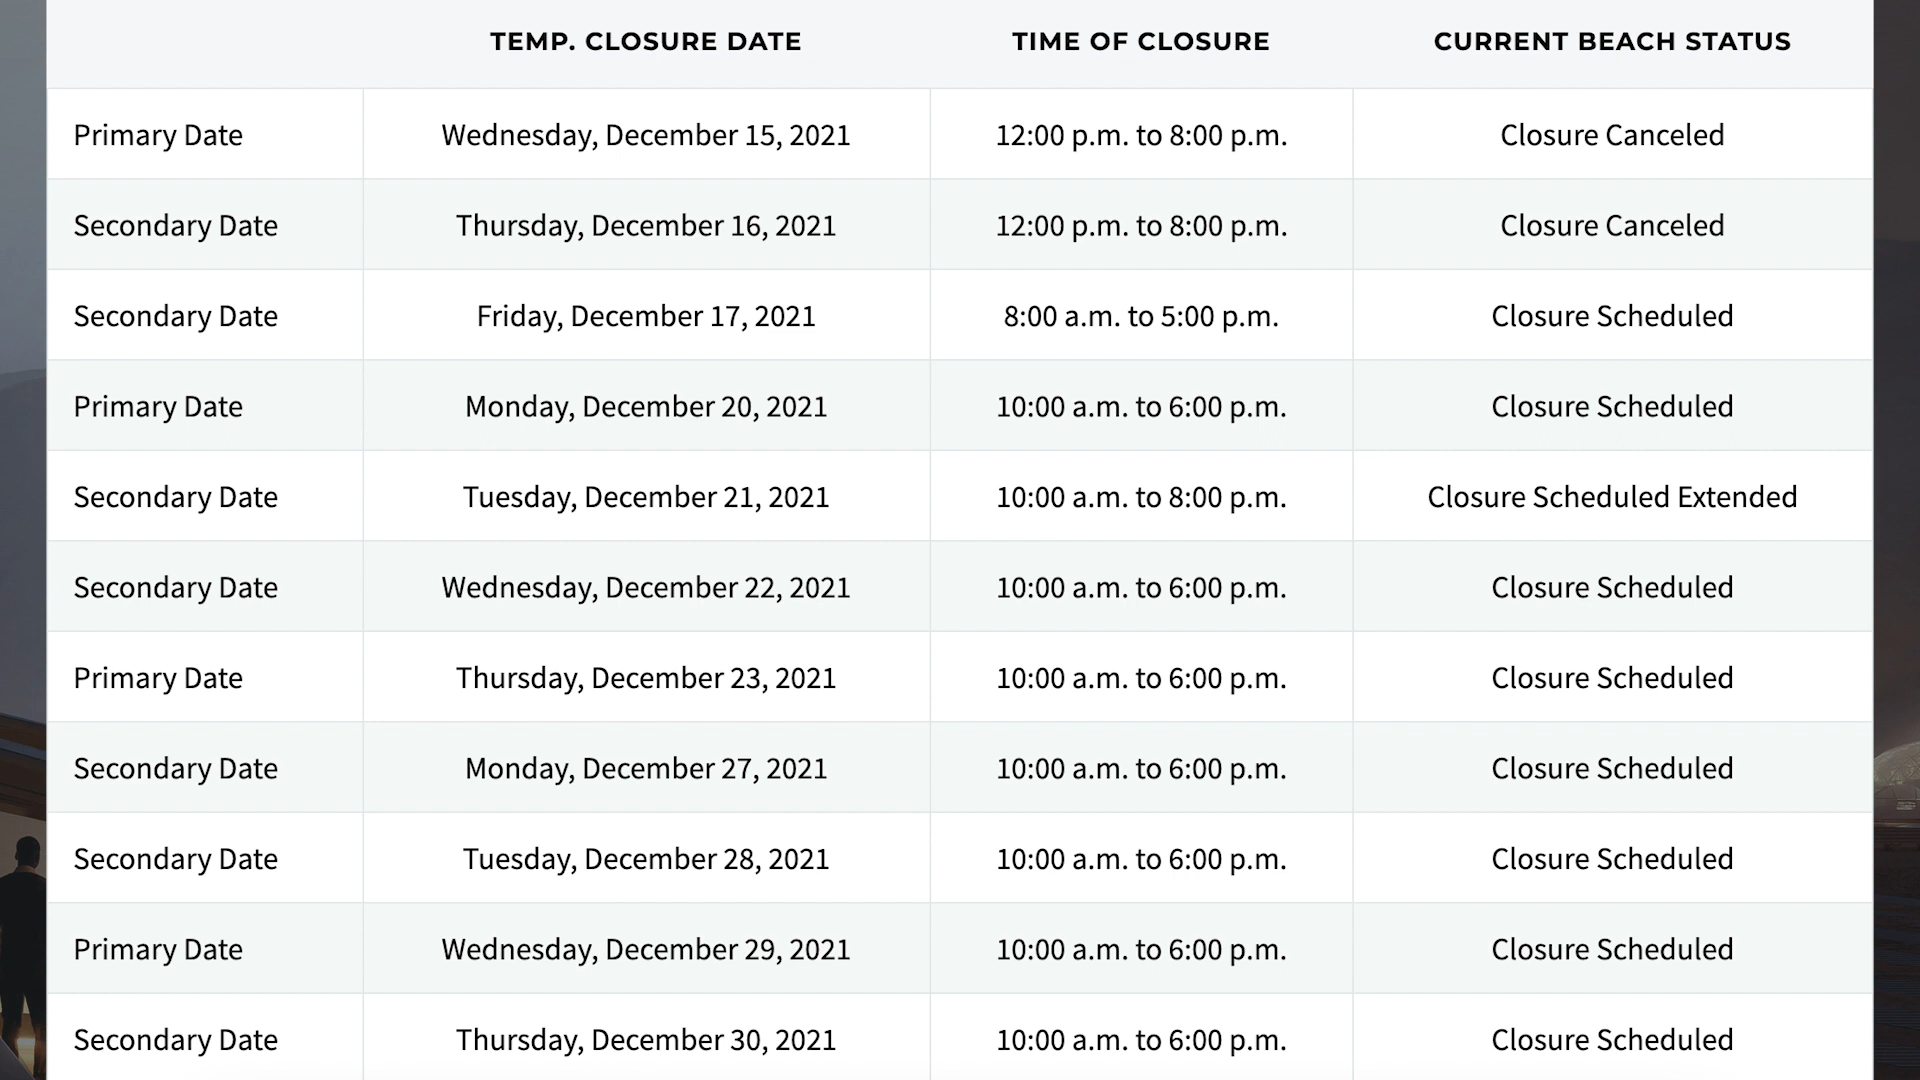 TEMP. CLOSURE DATE TIME OF CLOSURE CURRENT BEACH STATUS
Primary Date Wednesday, December 15, 2021 12:00 p.m. to 8:00 p.m. Closure Canceled
Secondary Date Thursday, December 16, 2021 12:00 p.m. to 8:00 p.m. Closure Canceled
Secondary Date Friday, December 17, 2021 8:00 a.m. to 5:00 p.m. Closure Scheduled
Primary Date Monday, December 20, 2021 10:00 a.m. to 6:00 p.m. Closure Scheduled
Secondary Date Tuesday, December 21, 2021 10:00 a.m. to 8:00 p.m. Closure Scheduled Extended
Secondary Date Wednesday, December 22, 2021 10:00 a.m. to 6:00 p.m. Closure Scheduled
Primary Date Thursday, December 23, 2021 10:00 a.m. to 6:00 p.m. Closure Scheduled
Secondary Date Monday, December 27, 2021 10:00 a.m. to 6:00 p.m. Closure Scheduled
Secondary Date Tuesday, December 28, 2021 10:00 a.m. to 6:00 p.m. Closure Scheduled
Primary Date Wednesday, December 29, 2021 10:00 a.m. to 6:00 p.m. Closure Scheduled
Secondary Date Thursday, December 30, 2021 10:00 a.m. to 6:00 p.m. Closure Scheduled